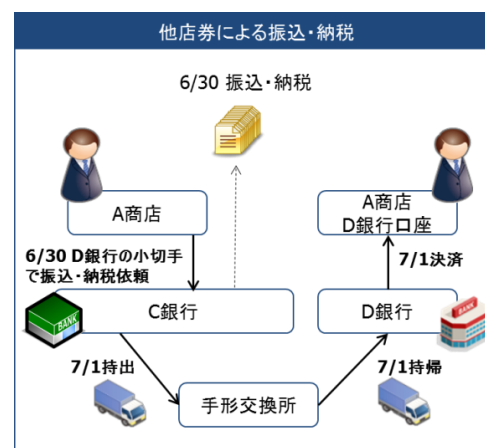 他店券による振込・納税
6/30 振込・納税
A商店
A商店
D銀行口座
6/30 D銀行の小切手
で振込・納税依頼
7/1決済
BANK
C銀行
D銀行
BANK
7/1持出
7/1持帰
手形交換所